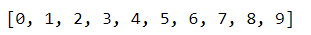 [0, 1, 2, 3, 4, 5, 6, 7, 8, 9]